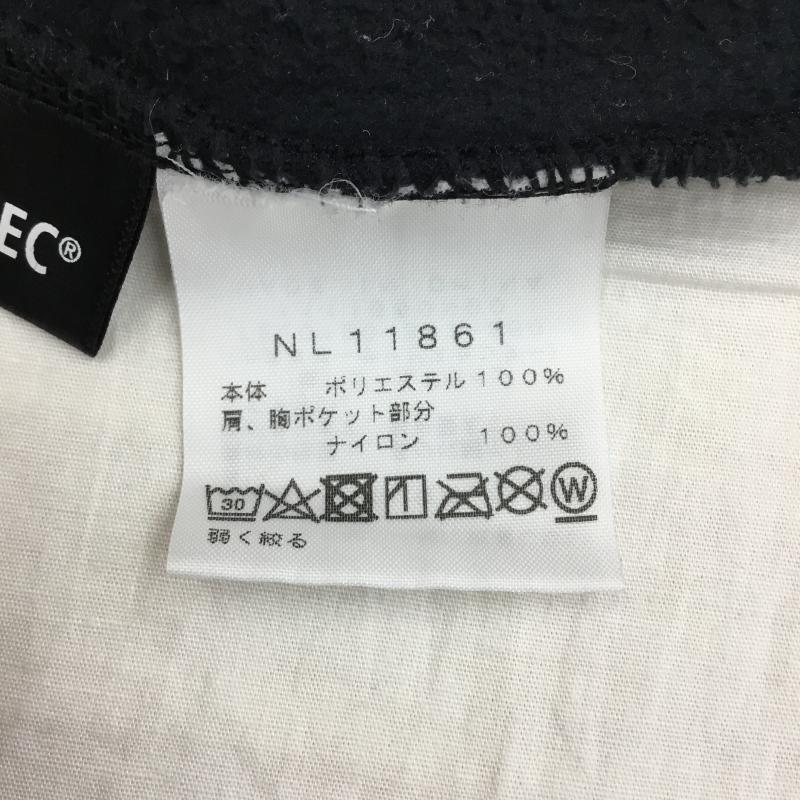 EC®
NL11861
本体 ポリエステル100%
肩、胸ポケット部分
ナイロン 100%
30 W
弱く絞る